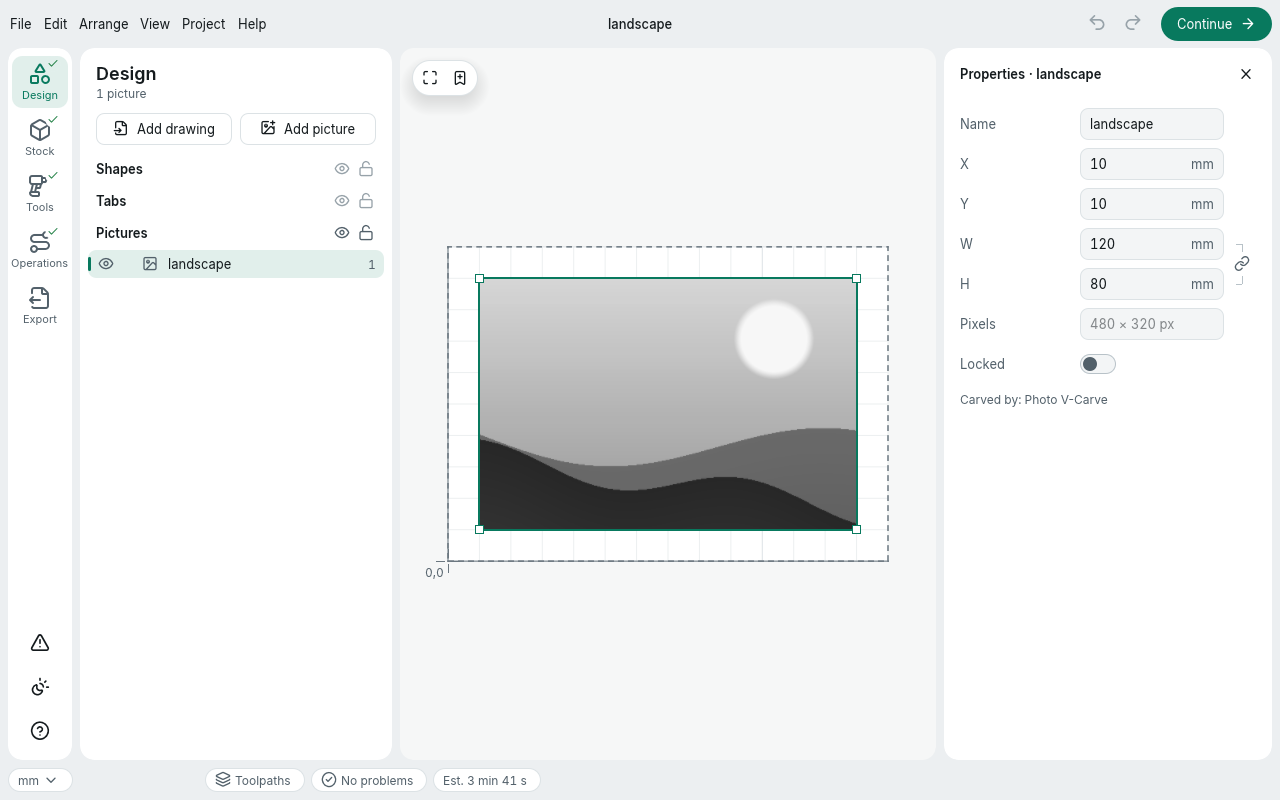 File Edit Arrange View Project Help
landscape
Continue
Design
Stock
Tools
Operations
Export
Design
1 picture
Add drawing
Add picture
Shapes
Tabs
Pictures
landscape 1
0,0
Properties · landscape
Name landscape
X 10 mm
Y 10 mm
W 120 mm
H 80 mm
Pixels 480 × 320 px
Locked
Carved by: Photo V-Carve
mm
Toolpaths
No problems
Est. 3 min 41 s